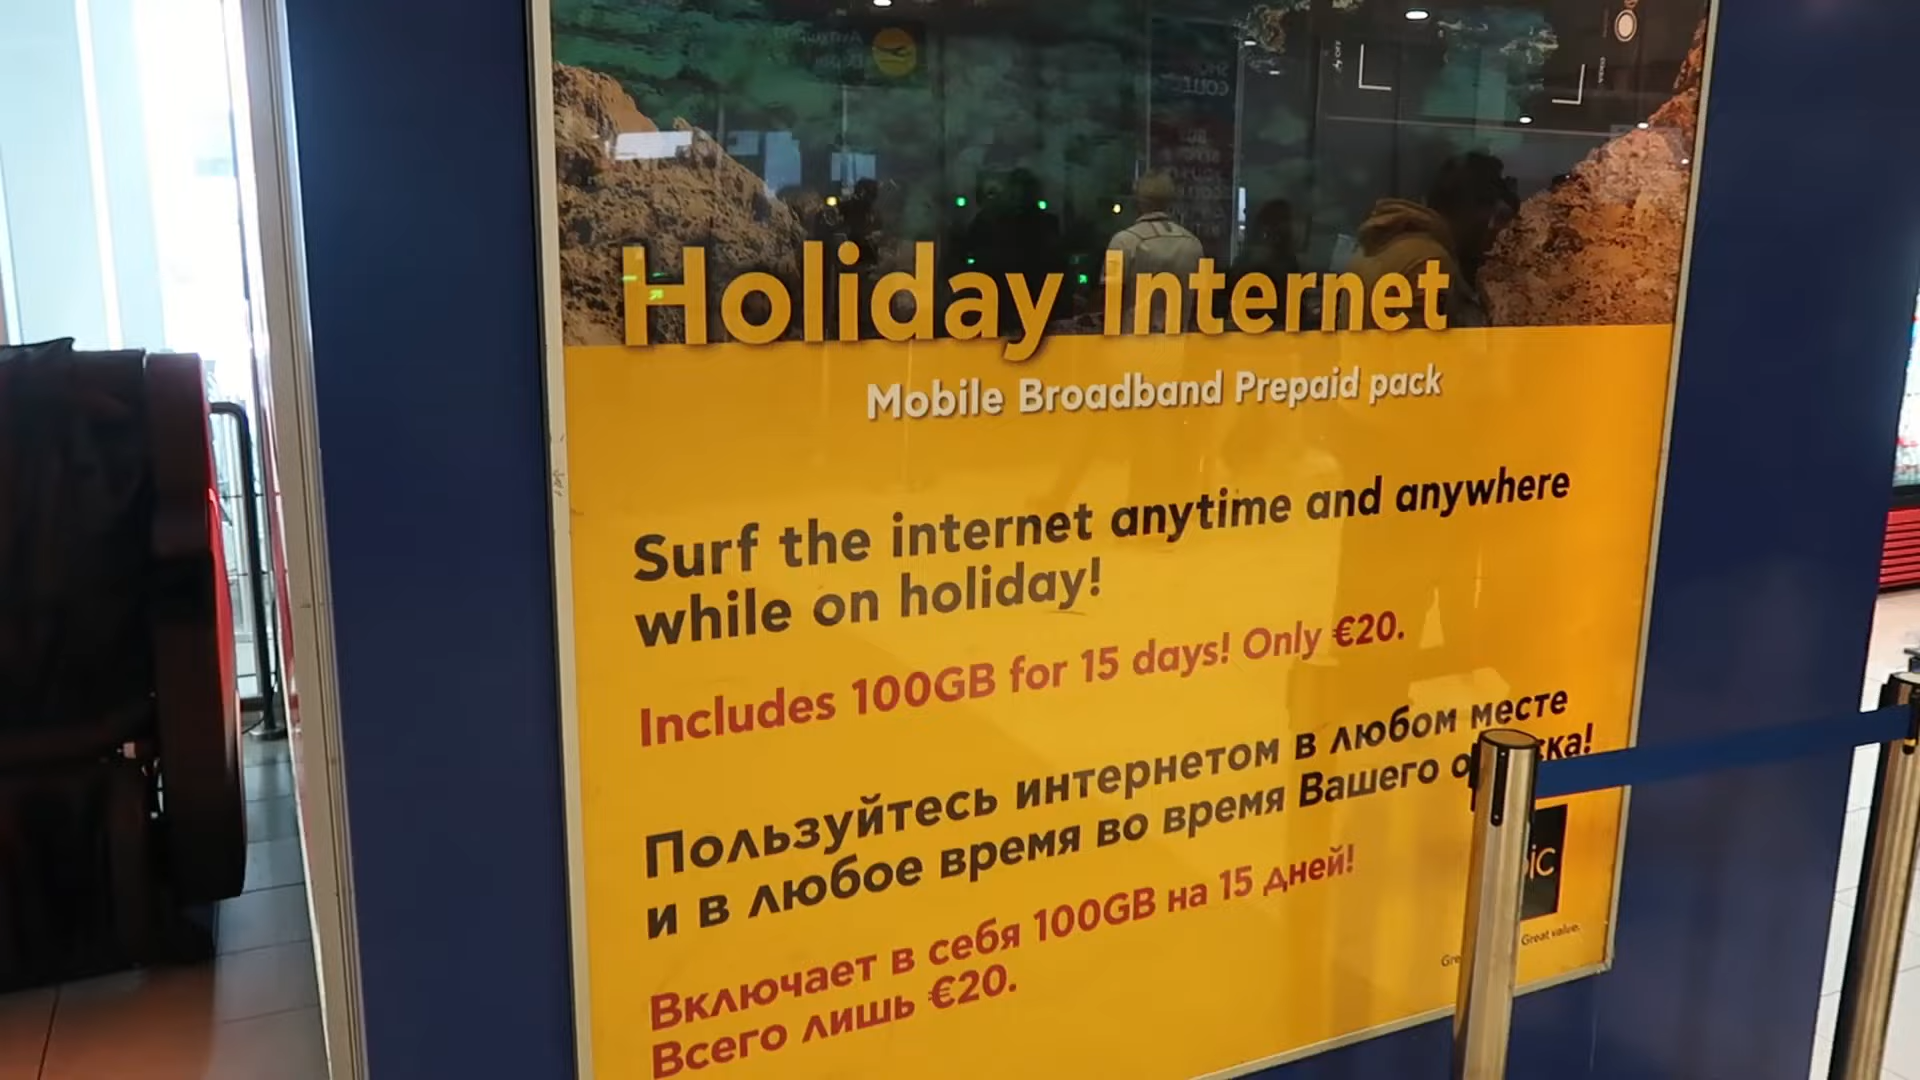 Holiday Internet
Mobile Broadband Prepaid pack
Surf the internet anytime and anywhere
while on holiday!
Includes 100GB for 15 days! Only €20.
Пользуйтесь интернетом в любом месте
и в любое время во время Вашего
Включает в себя 100GB на 15 дней!
Всего лишь €20.
Great value.